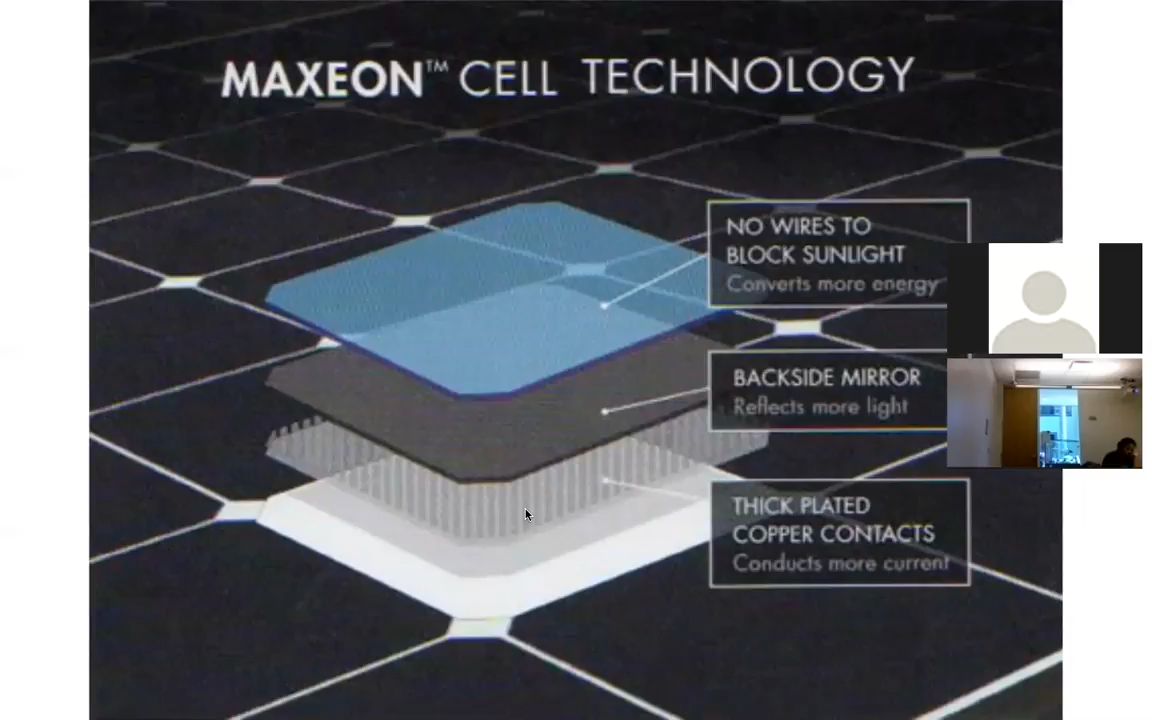 MAXEON™ CELL TECHNOLOGY
NO WIRES TO
BLOCK SUNLIGHT
Converts more energy
BACKSIDE MIRROR
Reflects more light
THICK PLATED
COPPER CONTACTS
Conducts more current